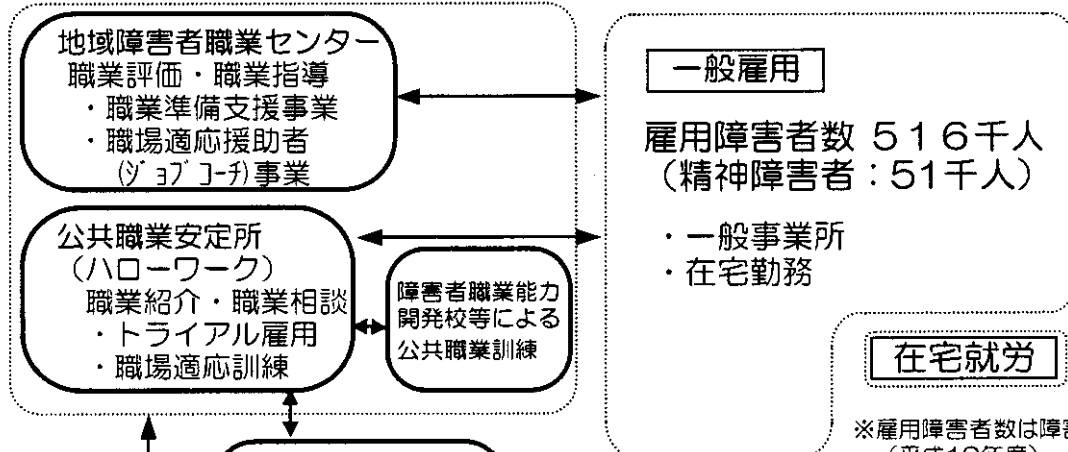 地域障害者職業センター
職業評価・職業指導
・職業準備支援事業
・職場適応援助者
(ｼﾞｮﾌﾞｺｰﾁ)事業
公共職業安定所
（ハローワーク）
職業紹介・職業相談
・トライアル雇用
・職場適応訓練
障害者職業能力
開発校等による
公共職業訓練
一般雇用
雇用障害者数 ５１６千人
（精神障害者：51千人）
・一般事業所
・在宅勤務
在宅就労
※雇用障害者数は障害